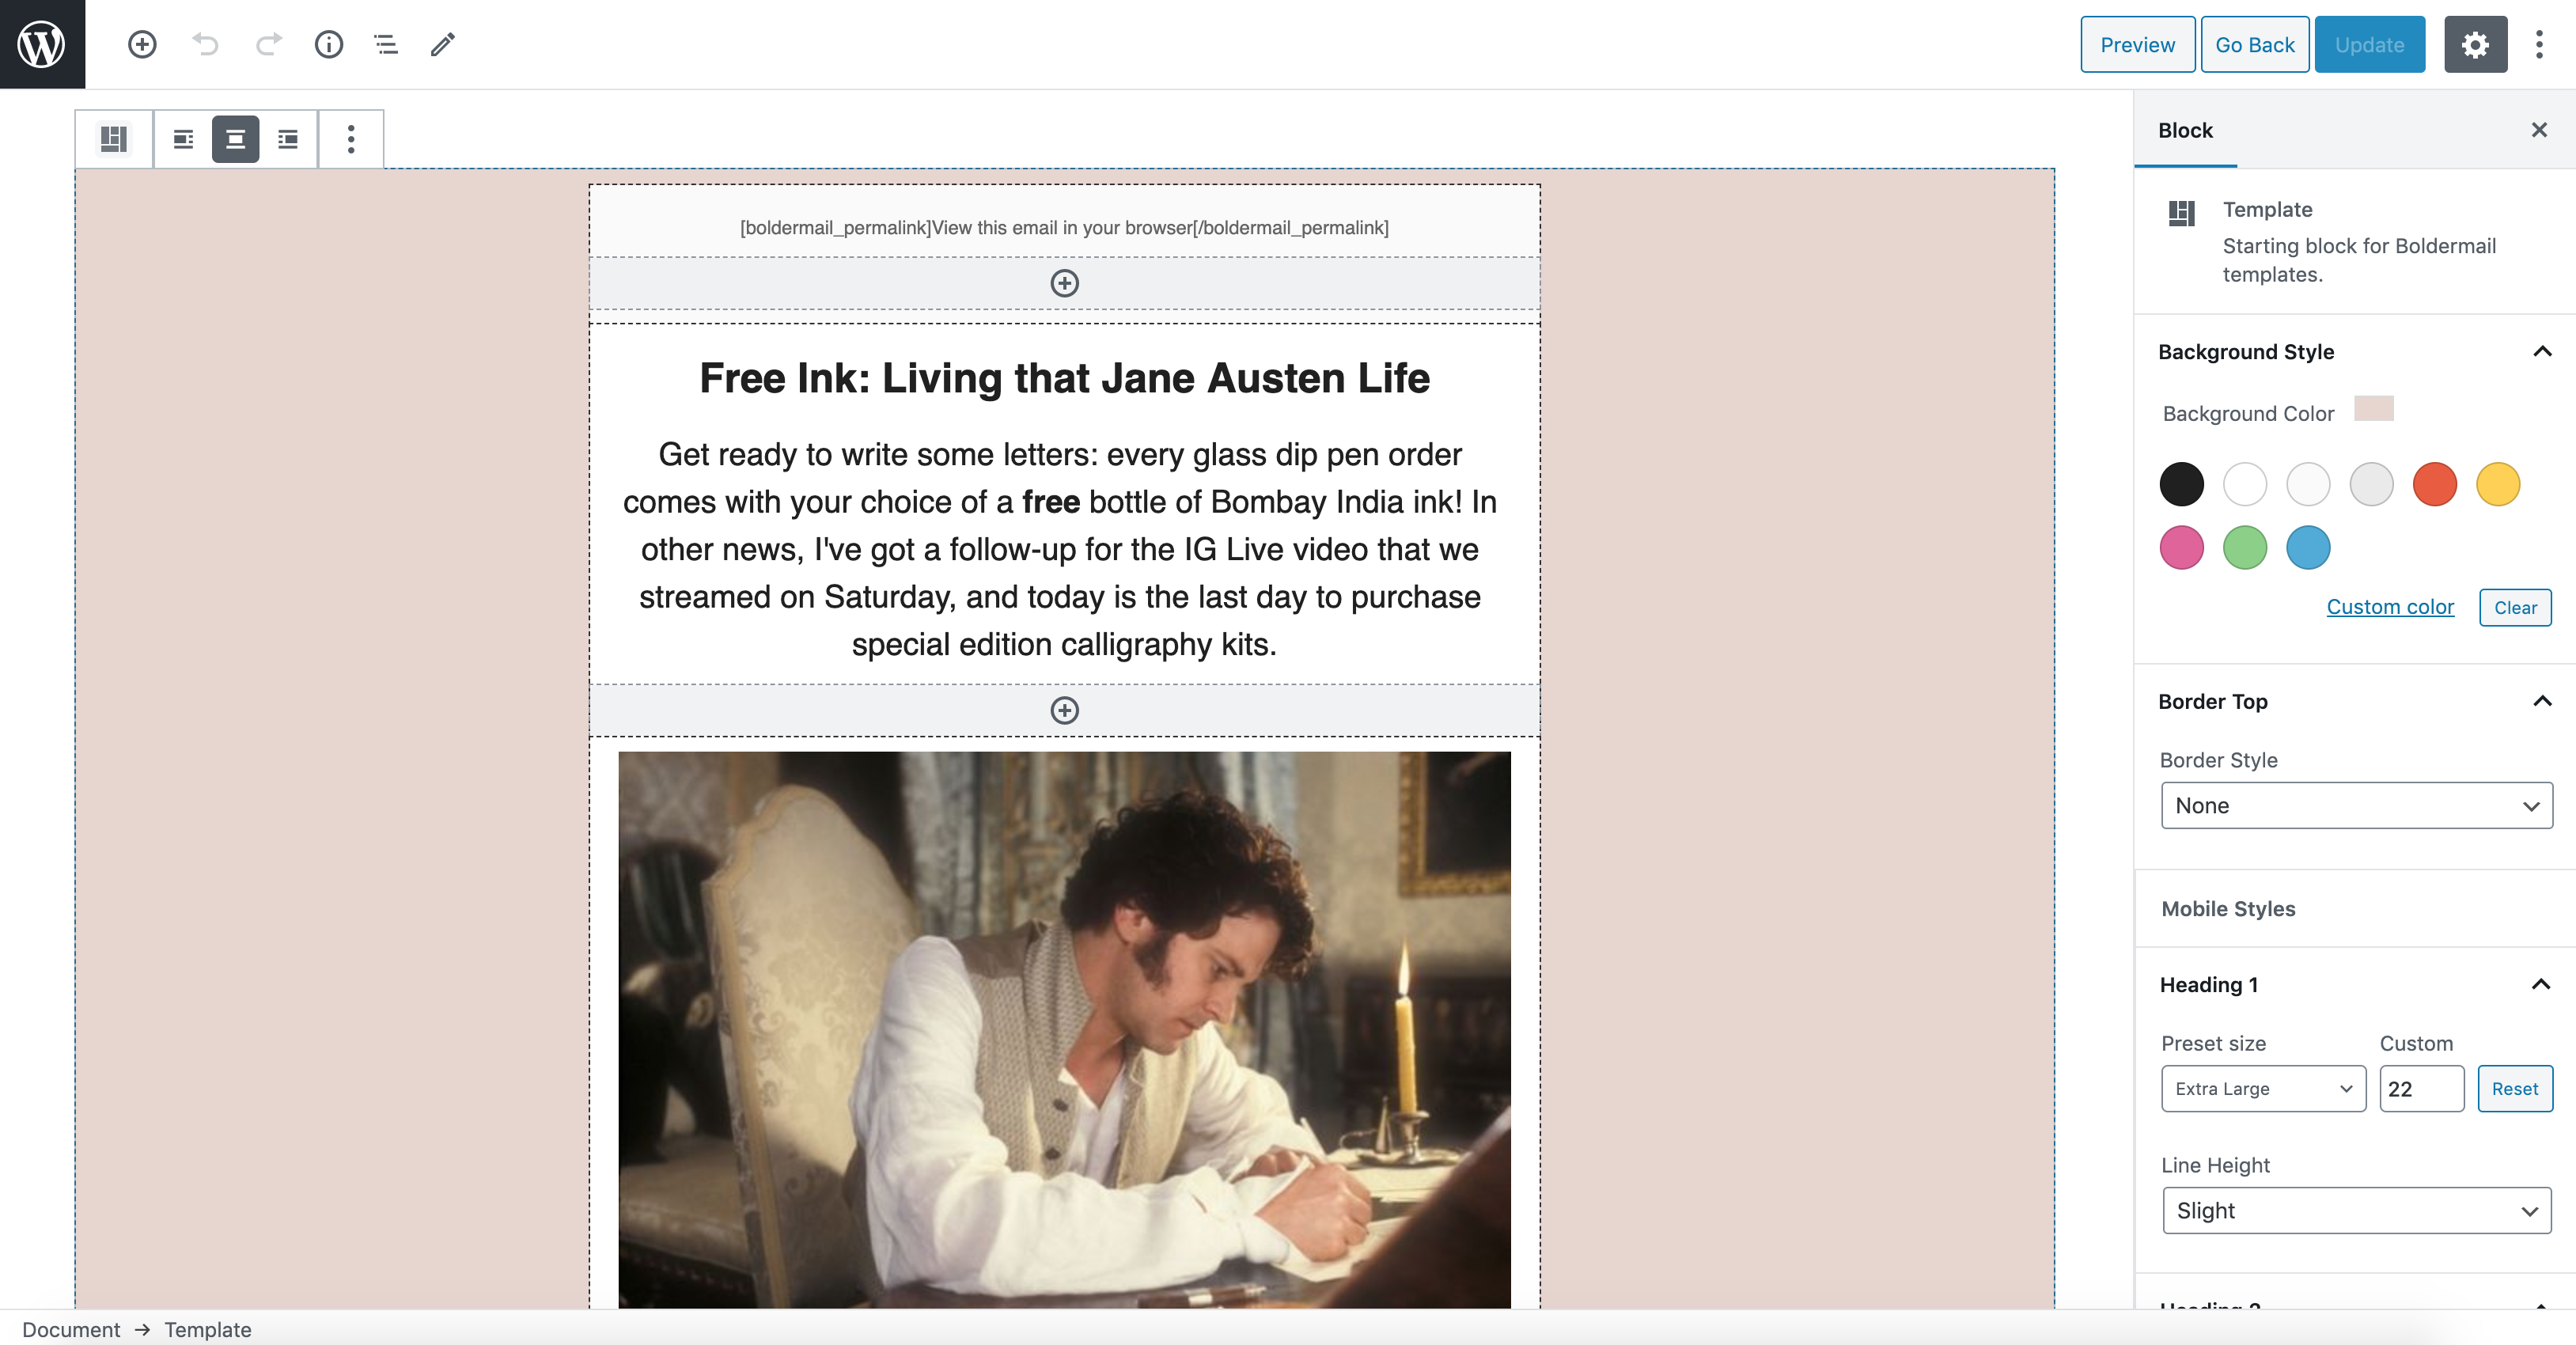 Preview
Go Back
Update
Block
Template
Starting block for Boldermail
templates.
[boldermail_permalink]View this email in your browser[/boldermail_permalink]
Free Ink: Living that Jane Austen Life
Get ready to write some letters: every glass dip pen order
comes with your choice of a free bottle of Bombay India ink! In
other news, I've got a follow-up for the IG Live video that we
streamed on Saturday, and today is the last day to purchase
special edition calligraphy kits.
Background Style
Background Color
Custom color
Clear
Border Top
Border Style
None
Mobile Styles
Heading 1
Preset size
Custom
Extra Large
22
Reset
Line Height
Slight
Heading 2
Document → Template